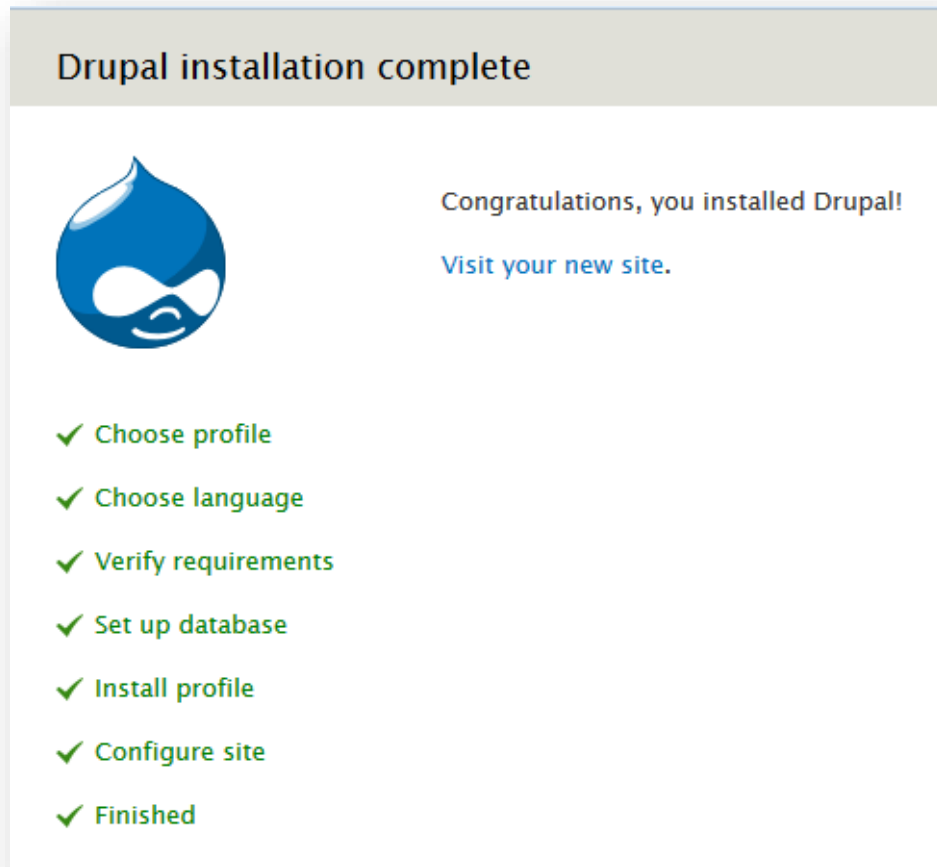 Drupal installation complete
Congratulations, you installed Drupal!
Visit your new site.
Choose profile
Choose language
Verify requirements
Set up database
Install profile
Configure site
Finished